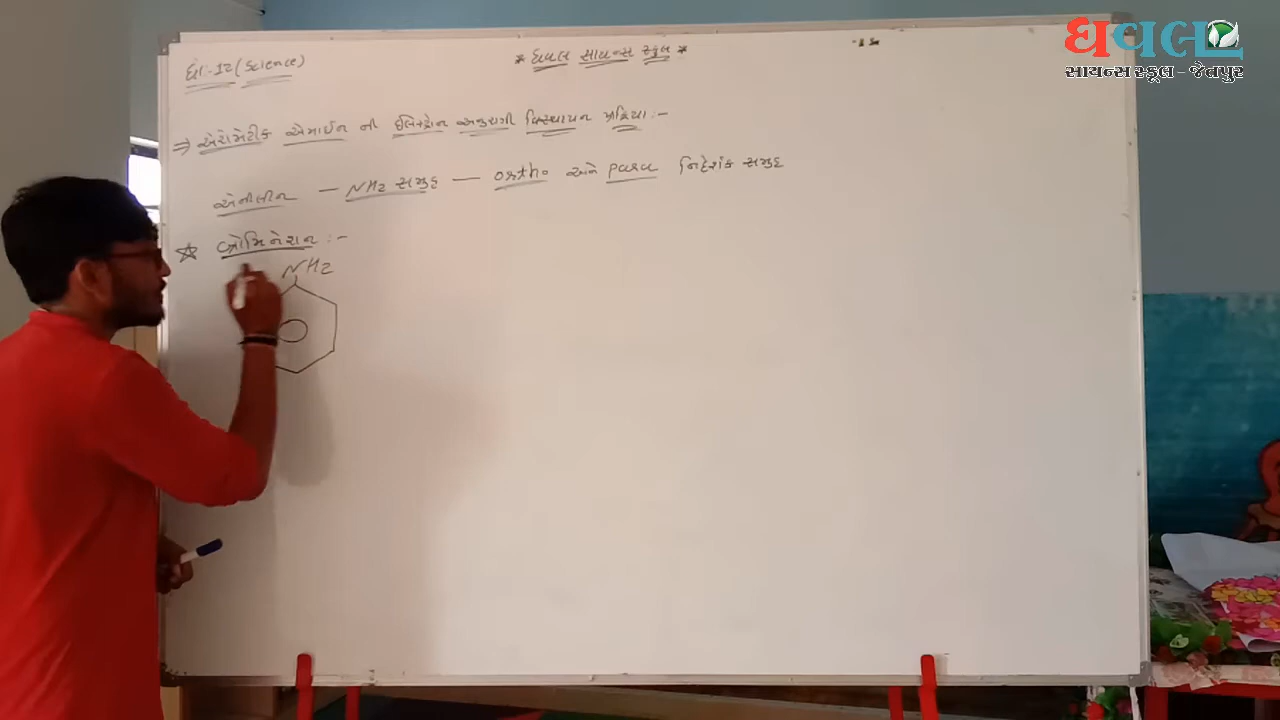 ધવલ
સાયન્સ સ્કૂલ - જેતપુર
ધો:-12 (Science)
* ધવલ સાયન્સ સ્કુલ *
⇒ એરોમેટીક એમાઈન ની ઈલેક્ટ્રોન અનુરાગી વિસ્થાપન પ્રક્રિયા :-
એનીલીન - NH2 સમુહ - ortho અને para નિર્દેશક સમુહ
☆ બ્રોમિનેશન :-
NH2